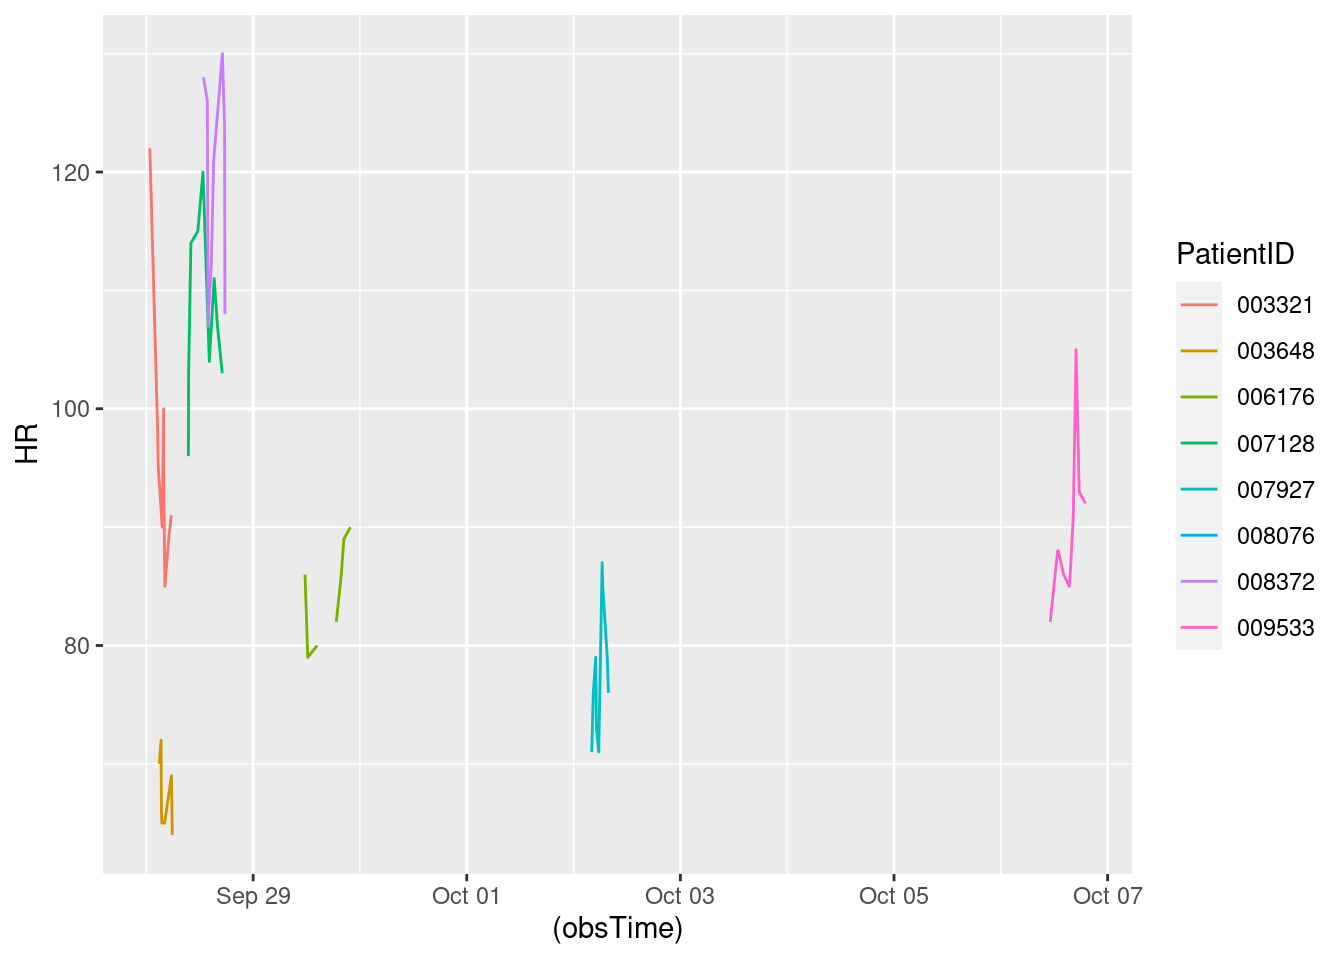 120
100
80
HR
Sep 29
Oct 01
Oct 03
Oct 05
Oct 07
(obsTime)
PatientID
003321
003648
006176
007128
007927
008076
008372
009533